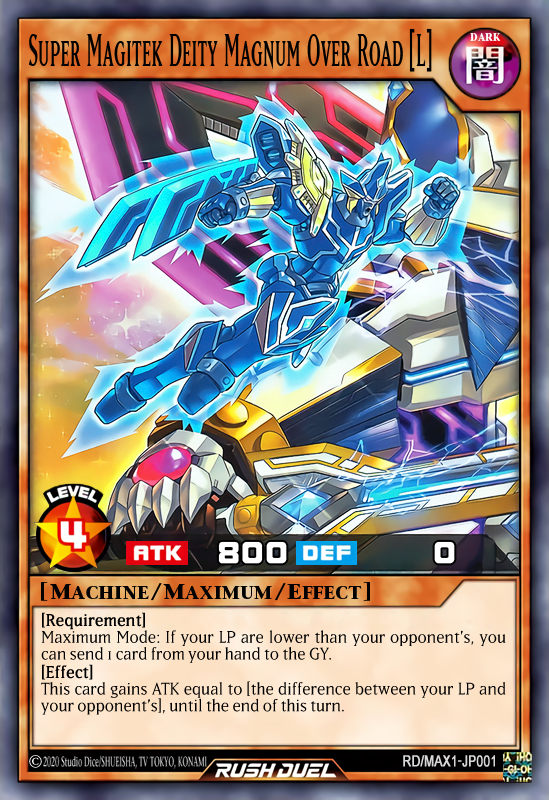 SUPER MAGITEK DEITY MAGNUM OVER ROAD [L]
DARK
闇
LEVEL
4
ATK 800 DEF 0
[MACHINE/MAXIMUM/EFFECT]
[Requirement]
Maximum Mode: If your LP are lower than your opponent's, you
can send 1 card from your hand to the GY.
[Effect]
This card gains ATK equal to [the difference between your LP and
your opponent's], until the end of this turn.
©2020 Studio Dice/SHUEISHA, TV TOKYO, KONAMI
RUSH DUEL
RD/MAX1-JP001